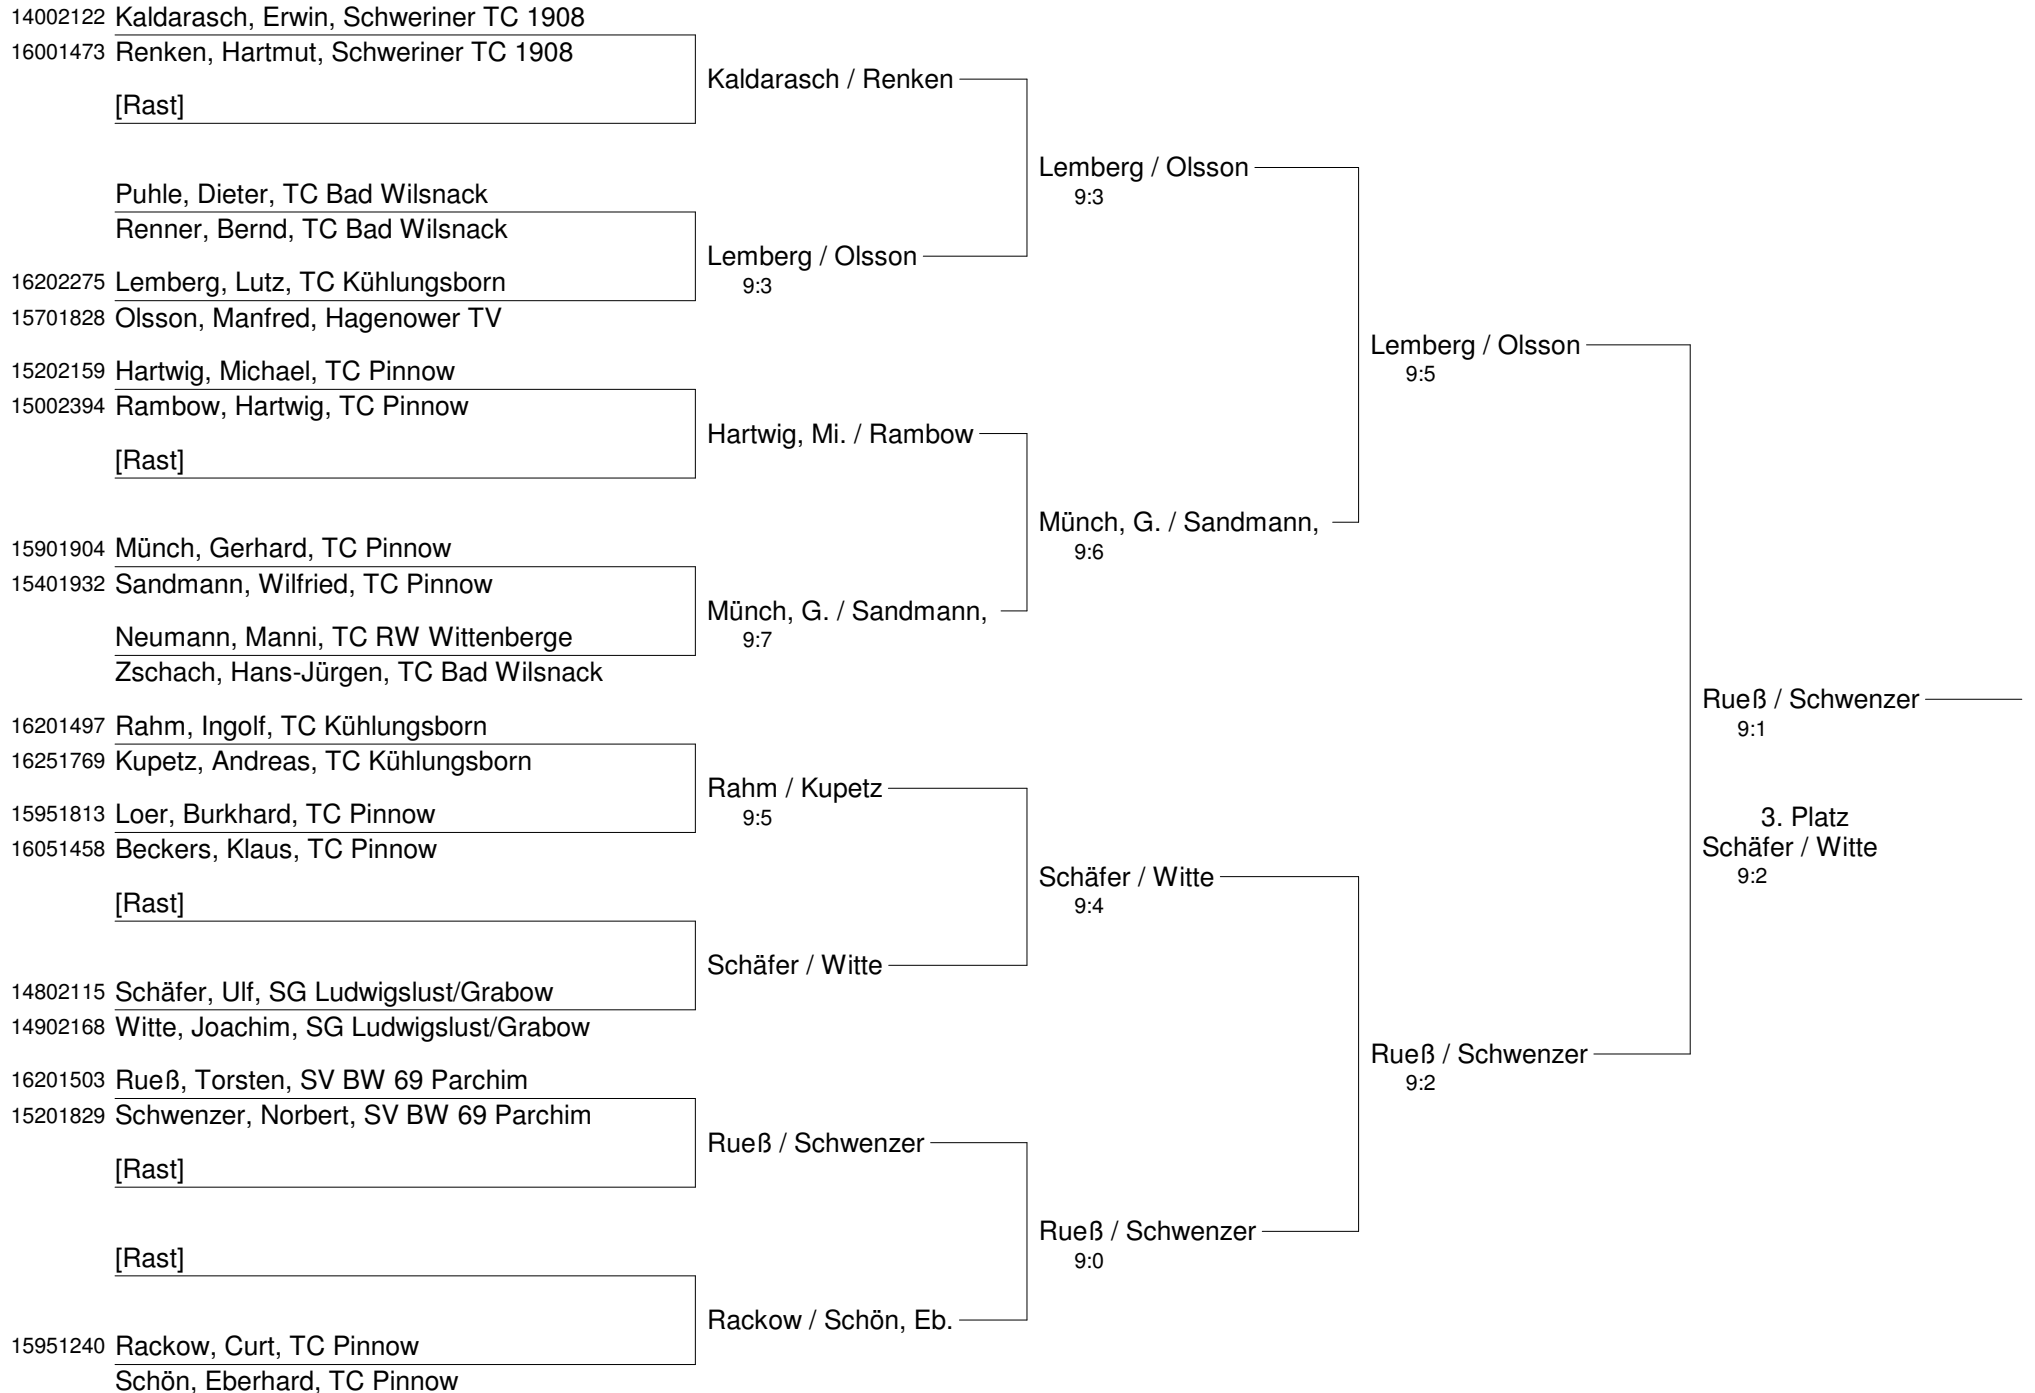 14002122 Kaldarasch, Erwin, Schweriner TC 1908
16001473 Renken, Hartmut, Schweriner TC 1908
Kaldarasch / Renken
[Rast]
Lemberg / Olsson
9:3
Puhle, Dieter, TC Bad Wilsnack
Renner, Bernd, TC Bad Wilsnack
Lemberg / Olsson
9:3
16202275 Lemberg, Lutz, TC Kühlungsborn
15701828 Olsson, Manfred, Hagenower TV
Lemberg / Olsson
9:5
15202159 Hartwig, Michael, TC Pinnow
15002394 Rambow, Hartwig, TC Pinnow
Hartwig, Mi. / Rambow
[Rast]
Münch, G. / Sandmann,
9:6
15901904 Münch, Gerhard, TC Pinnow
15401932 Sandmann, Wilfried, TC Pinnow
Münch, G. / Sandmann,
9:7
Neumann, Manni, TC RW Wittenberge
Zschach, Hans-Jürgen, TC Bad Wilsnack
Rueß / Schwenzer
9:1
16201497 Rahm, Ingolf, TC Kühlungsborn
16251769 Kupetz, Andreas, TC Kühlungsborn
Rahm / Kupetz
9:5
15951813 Loer, Burkhard, TC Pinnow
16051458 Beckers, Klaus, TC Pinnow
3. Platz
Schäfer / Witte
9:2
Schäfer / Witte
9:4
[Rast]
Schäfer / Witte
14802115 Schäfer, Ulf, SG Ludwigslust/Grabow
14902168 Witte, Joachim, SG Ludwigslust/Grabow
Rueß / Schwenzer
9:2
16201503 Rueß, Torsten, SV BW 69 Parchim
15201829 Schwenzer, Norbert, SV BW 69 Parchim
Rueß / Schwenzer
[Rast]
Rueß / Schwenzer
9:0
[Rast]
Rackow / Schön, Eb.
15951240 Rackow, Curt, TC Pinnow
Schön, Eberhard, TC Pinnow